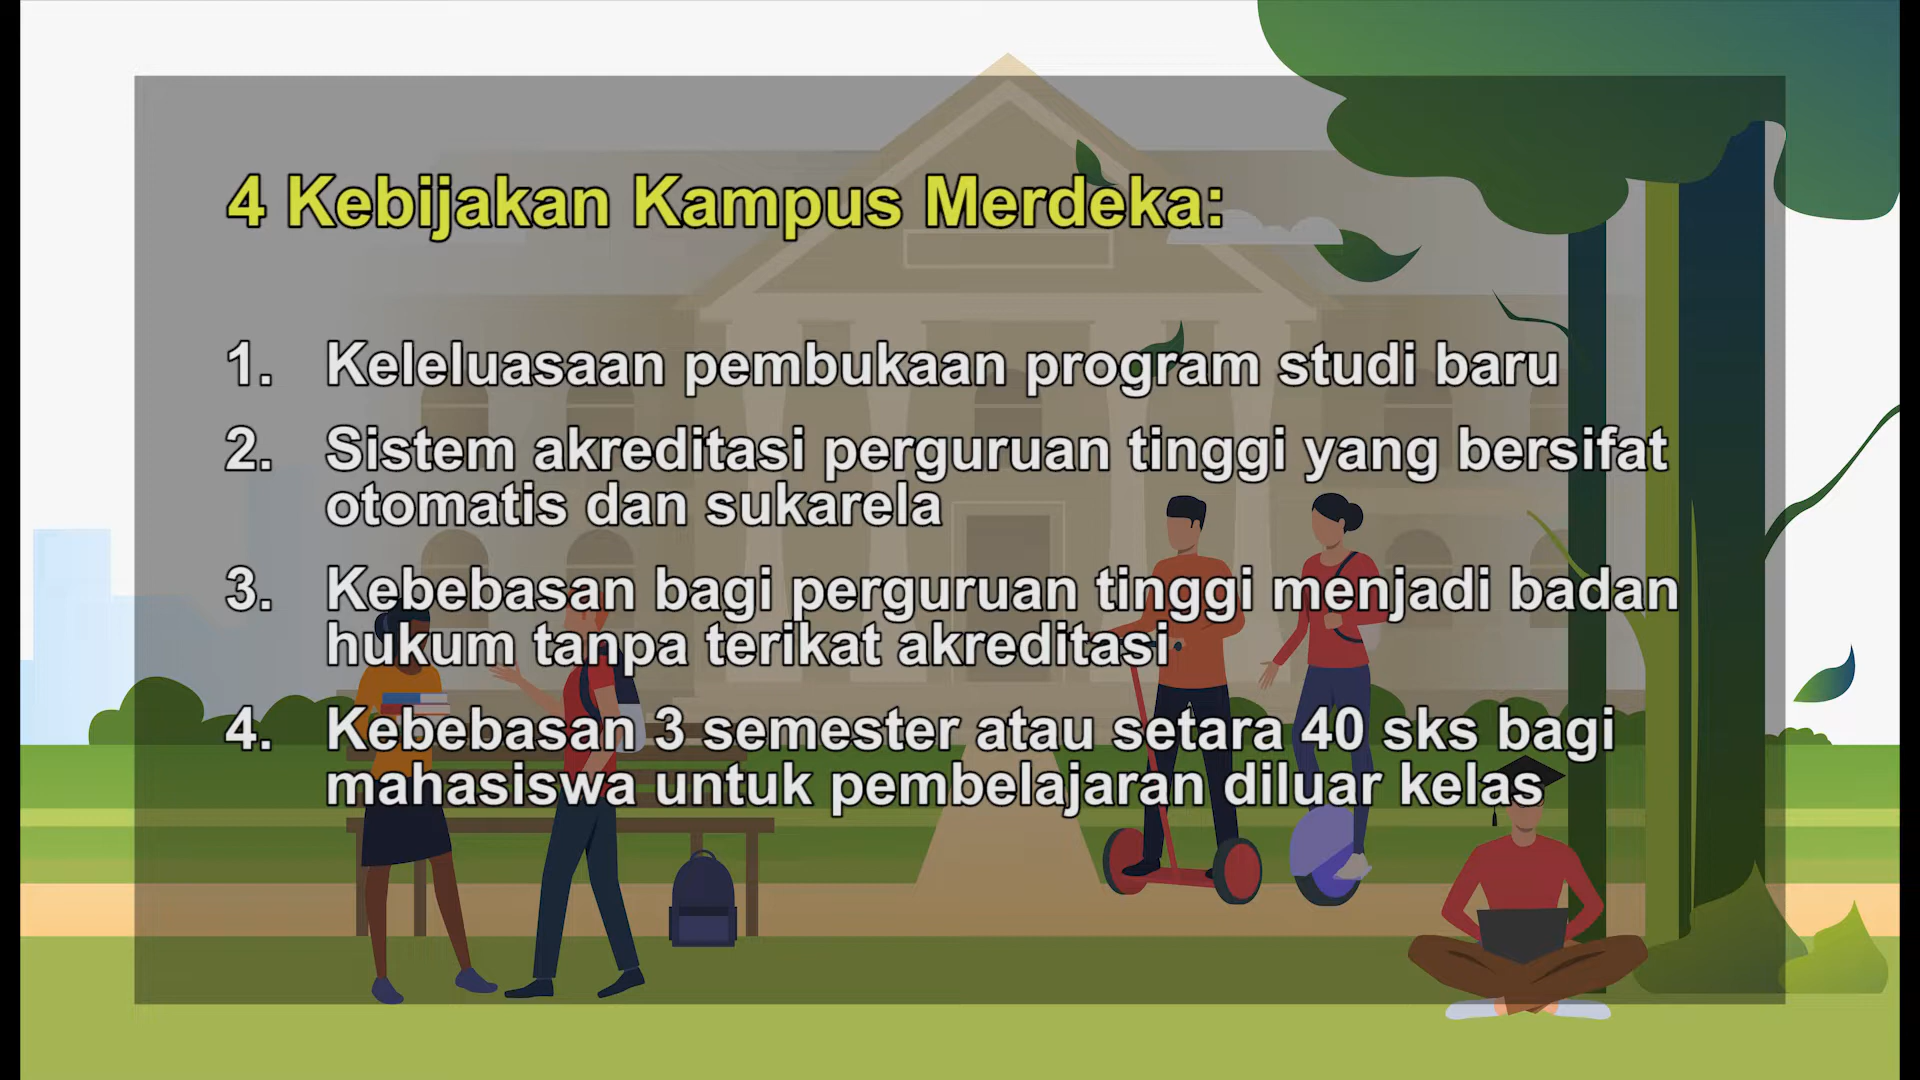 4 Kebijakan Kampus Merdeka:
1. Keleluasaan pembukaan program studi baru
2. Sistem akreditasi perguruan tinggi yang bersifat
otomatis dan sukarela
3. Kebebasan bagi perguruan tinggi menjadi badan
hukum tanpa terikat akreditasi
4. Kebebasan 3 semester atau setara 40 sks bagi
mahasiswa untuk pembelajaran diluar kelas